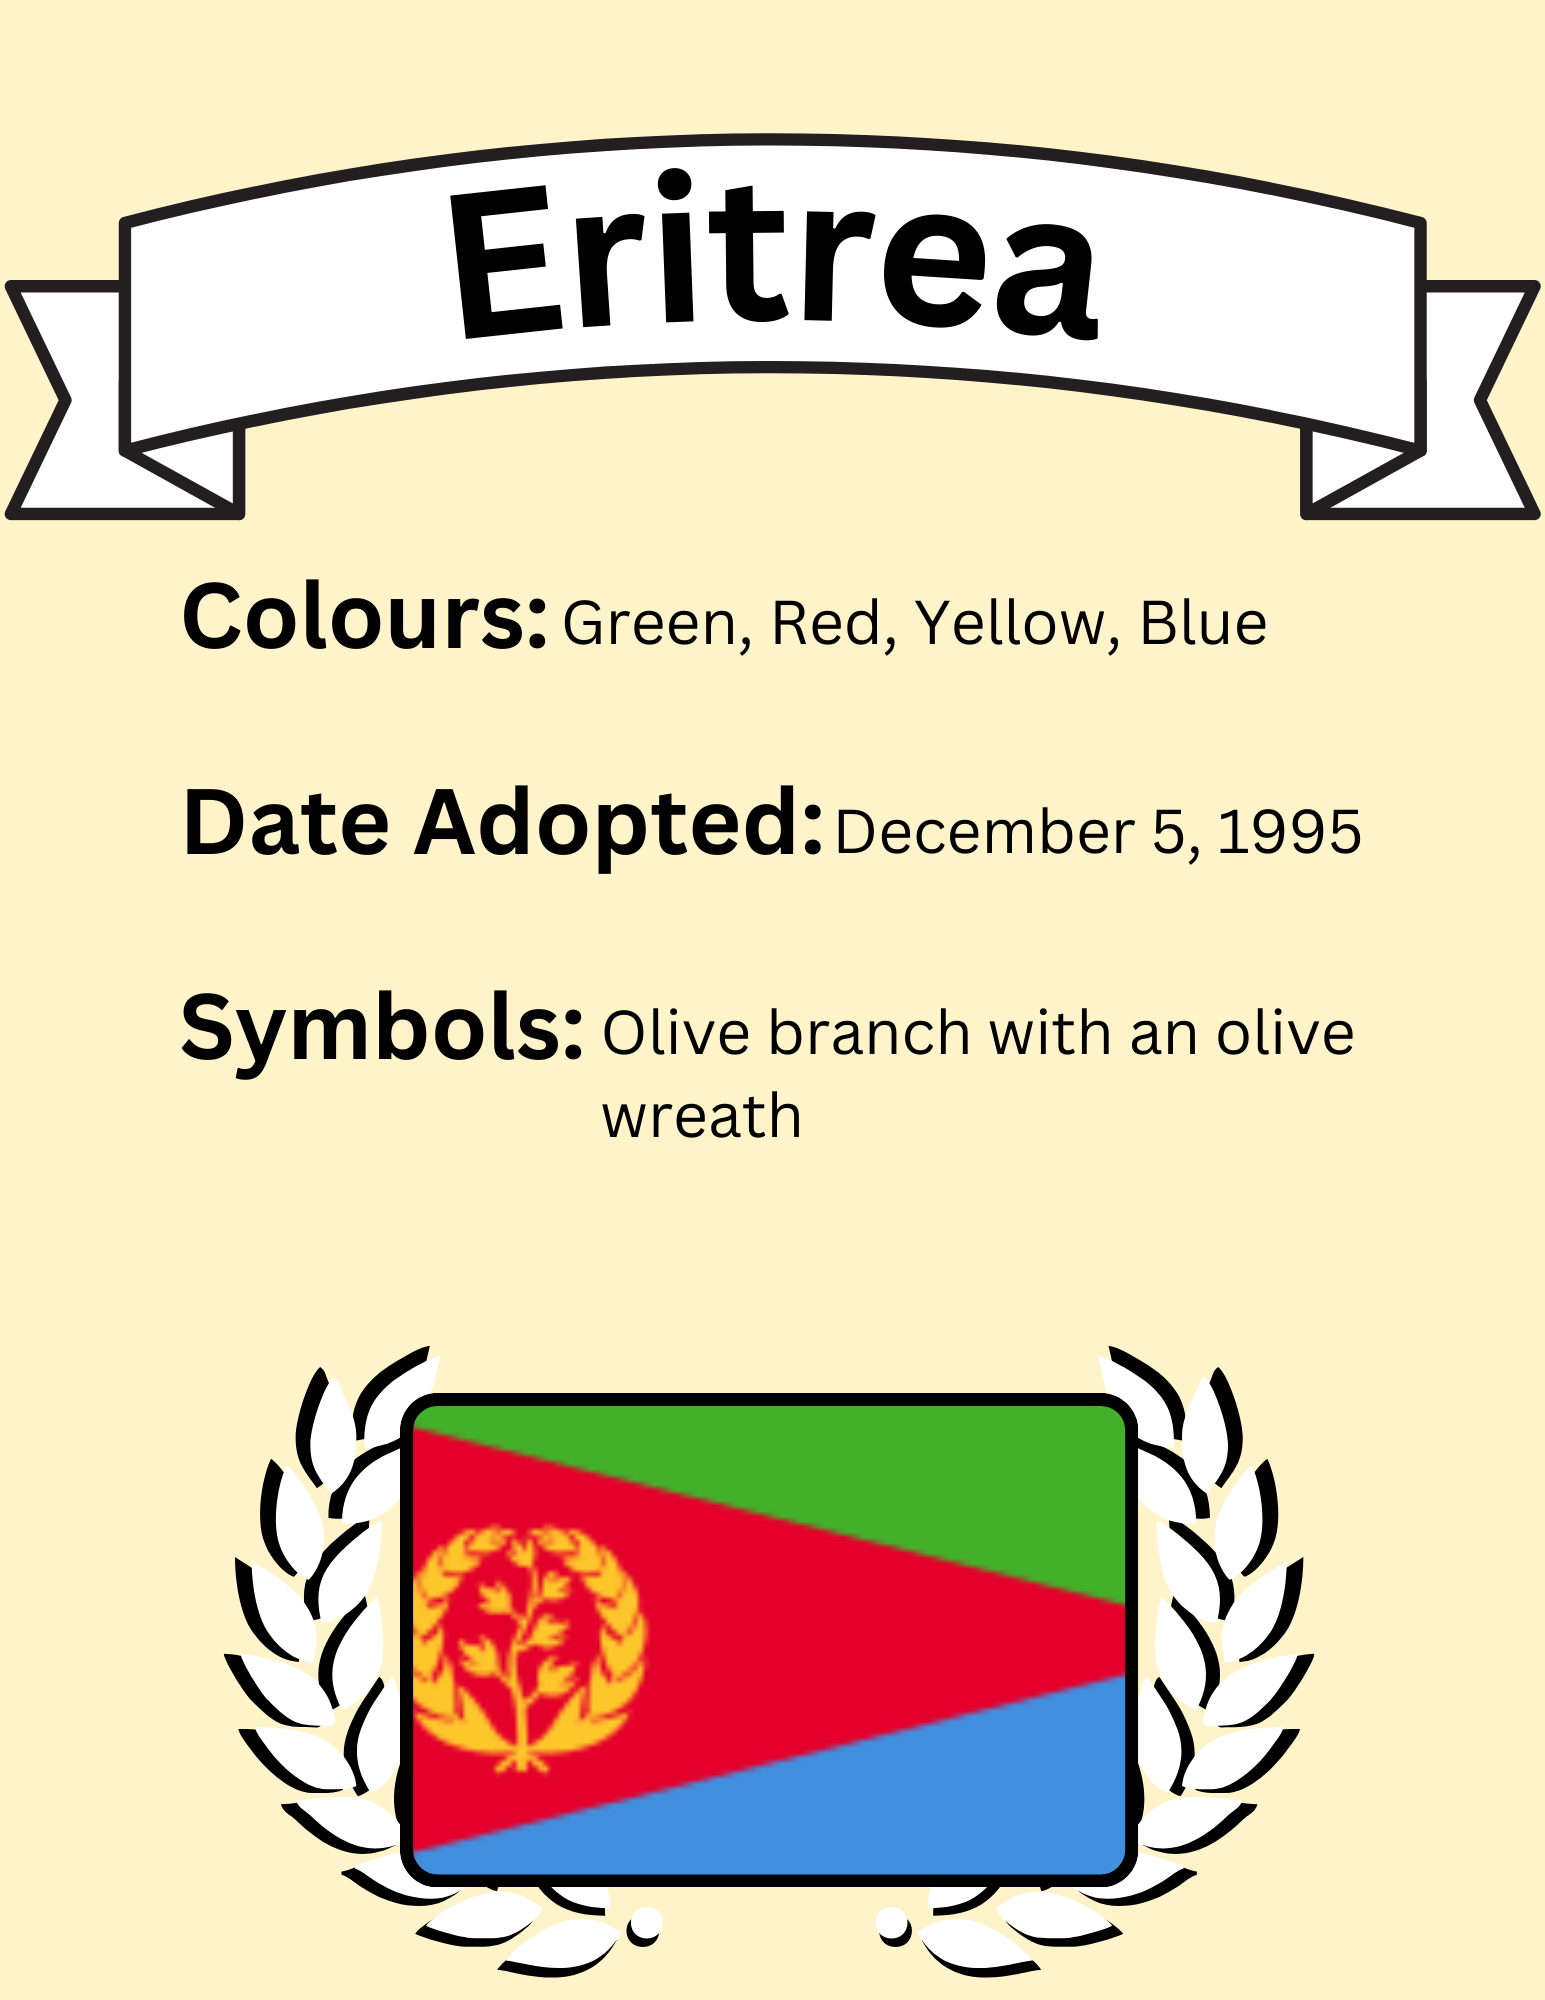 Eritrea
Colours: Green, Red, Yellow, Blue
Date Adopted: December 5, 1995
Symbols: Olive branch with an olive
wreath